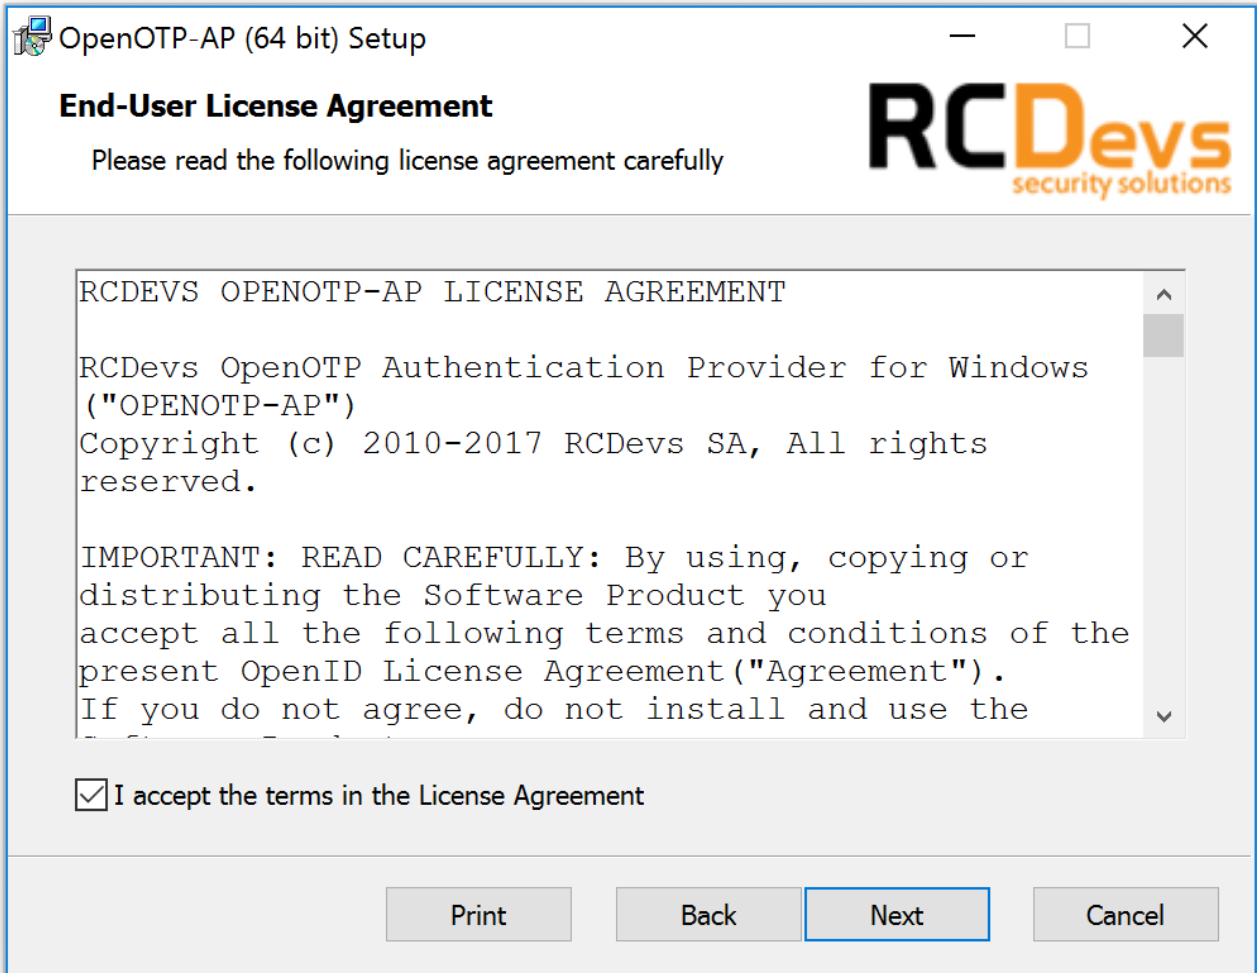 OpenOTP-AP (64 bit) Setup
End-User License Agreement
Please read the following license agreement carefully
RCDevs
security solutions
RCDEVS OPENOTP-AP LICENSE AGREEMENT
RCDevs OpenOTP Authentication Provider for Windows
("OPENOTP-AP")
Copyright (c) 2010-2017 RCDevs SA, All rights
reserved.
IMPORTANT: READ CAREFULLY: By using, copying or
distributing the Software Product you
accept all the following terms and conditions of the
present OpenID License Agreement("Agreement").
If you do not agree, do not install and use the
I accept the terms in the License Agreement
Print Back Next Cancel